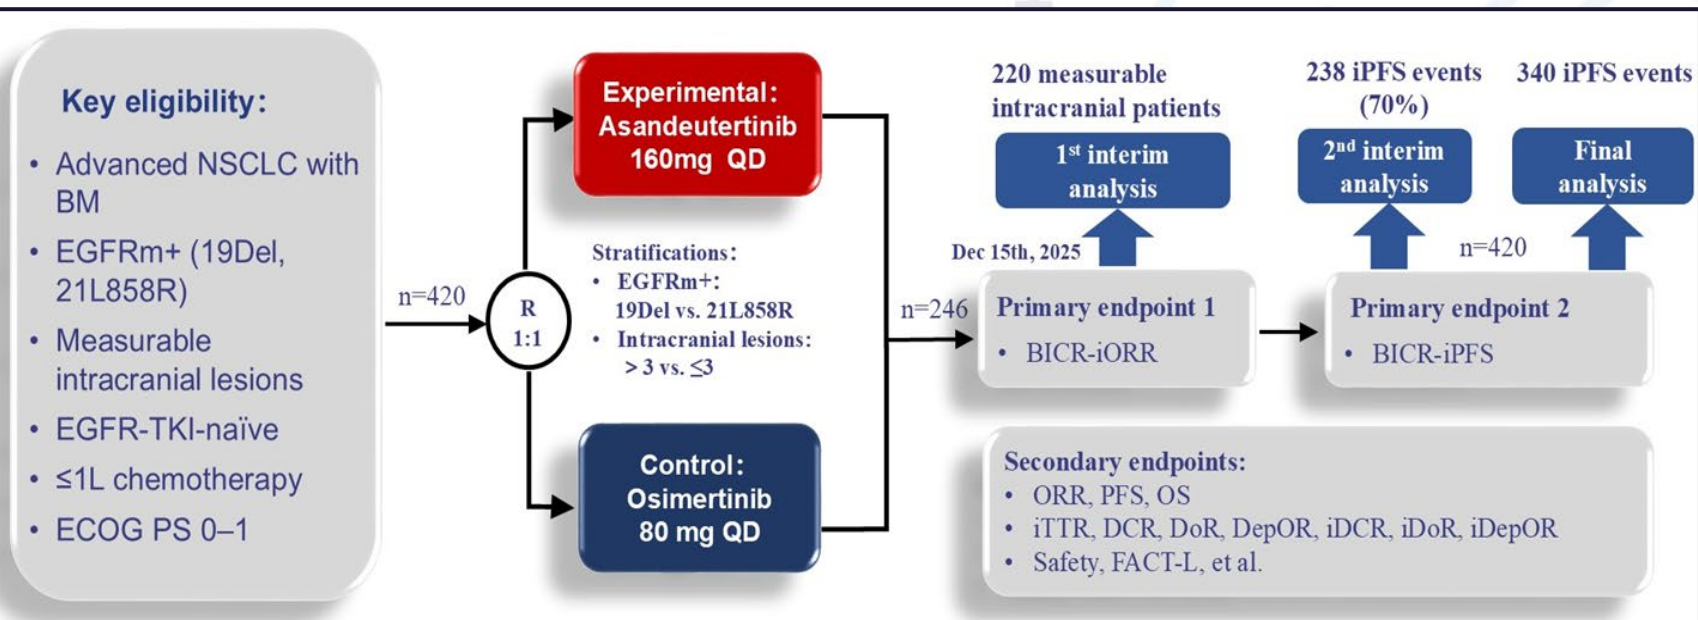 Key eligibility:
• Advanced NSCLC with
BM
• EGFRm+ (19Del,
21L858R)
• Measurable
intracranial lesions
• EGFR-TKI-naïve
• ≤1L chemotherapy
• ECOG PS 0–1
n=420
R
1:1
Experimental:
Asandeutertinib
160mg QD
Stratifications:
• EGFRm+:
19Del vs. 21L858R
• Intracranial lesions:
> 3 vs. ≤3
Control:
Osimertinib
80 mg QD
n=246
220 measurable
intracranial patients
1st interim
analysis
Dec 15th, 2025
Primary endpoint 1
• BICR-iORR
238 iPFS events
(70%)
2nd interim
analysis
340 iPFS events
Final
analysis
n=420
Primary endpoint 2
• BICR-iPFS
Secondary endpoints:
• ORR, PFS, OS
• iTTR, DCR, DoR, DepOR, iDCR, iDoR, iDepOR
• Safety, FACT-L, et al.